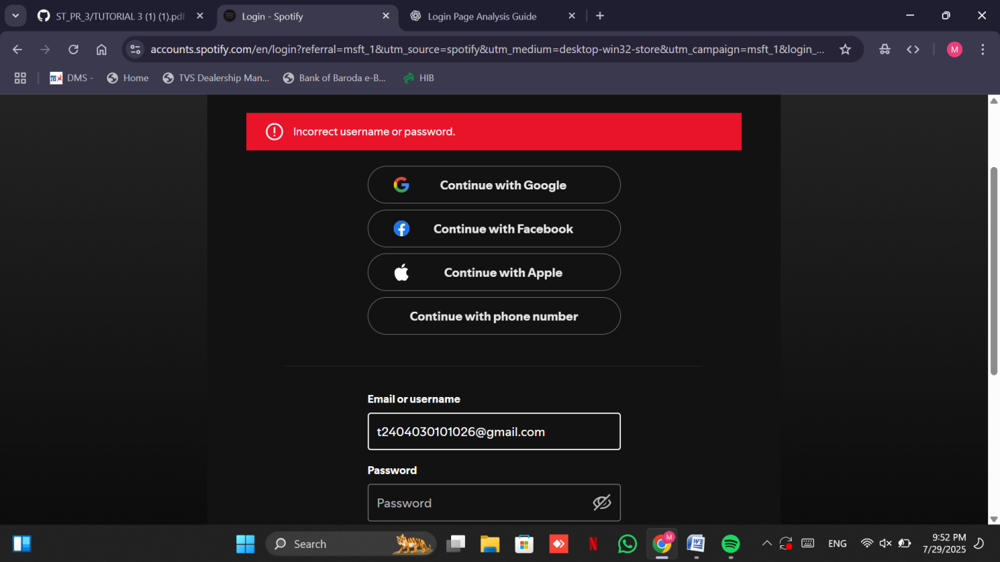 ST_PR_3/TUTORIAL 3 (1) (1).pdf
Login - Spotify
Login Page Analysis Guide
accounts.spotify.com/en/login?referral=msft_1&utm_source=spotify&utm_medium=desktop-win32-store&utm_campaign=msft_1&login_...
M
DMS -
Home
TVS Dealership Man...
Bank of Baroda e-B...
HIB
Incorrect username or password.
Continue with Google
Continue with Facebook
Continue with Apple
Continue with phone number
Email or username
t2404030101026@gmail.com
Password
Password
Search
M
ENG
9:52 PM
7/29/2025